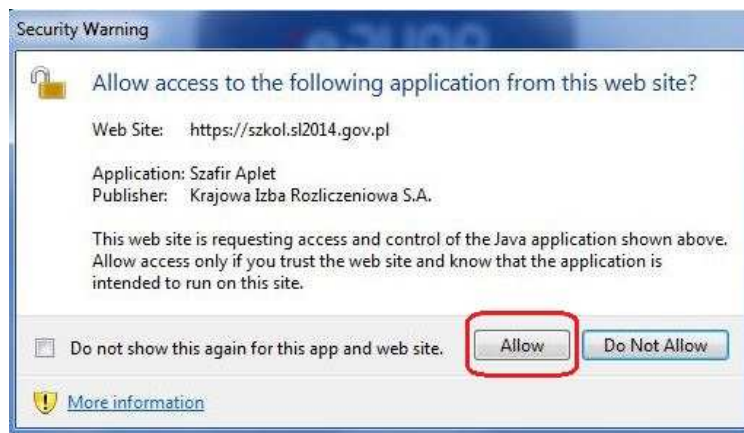 Security Warning
Allow access to the following application from this web site?
Web Site: https://szkol.sl2014.gov.pl
Application: Szafir Aplet
Publisher: Krajowa Izba Rozliczeniowa S.A.
This web site is requesting access and control of the Java application shown above.
Allow access only if you trust the web site and know that the application is
intended to run on this site.
Do not show this again for this app and web site.
Allow
Do Not Allow
More information